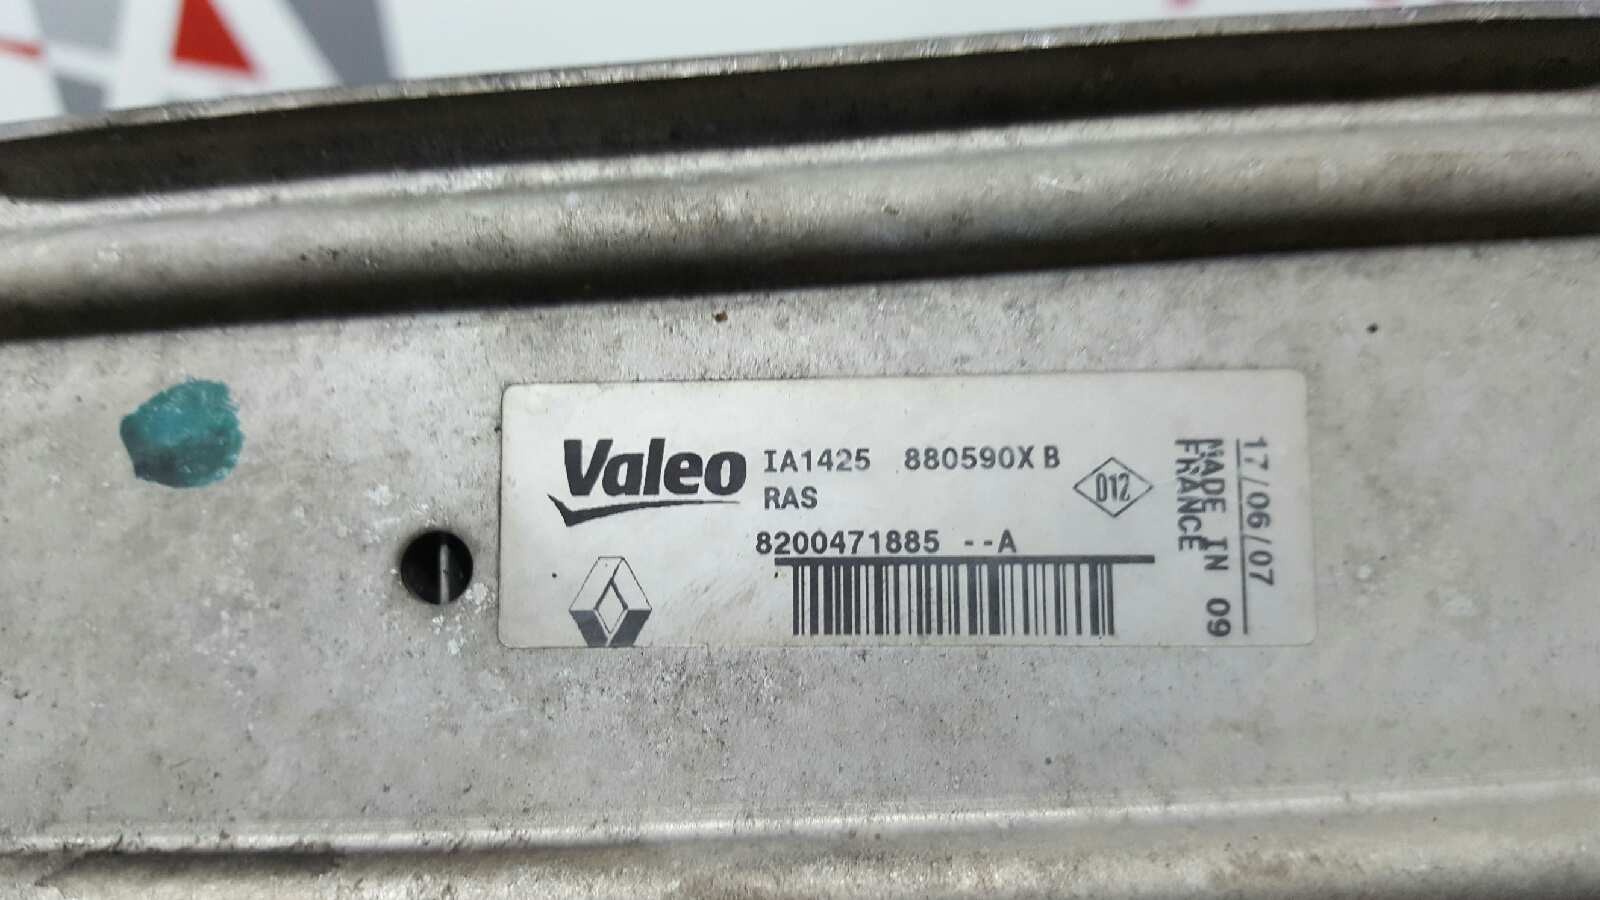 Valeo
IA1425 880590X B
RAS
8200471885 --A
D12
17/06/07
MADE IN 09
FRANCE